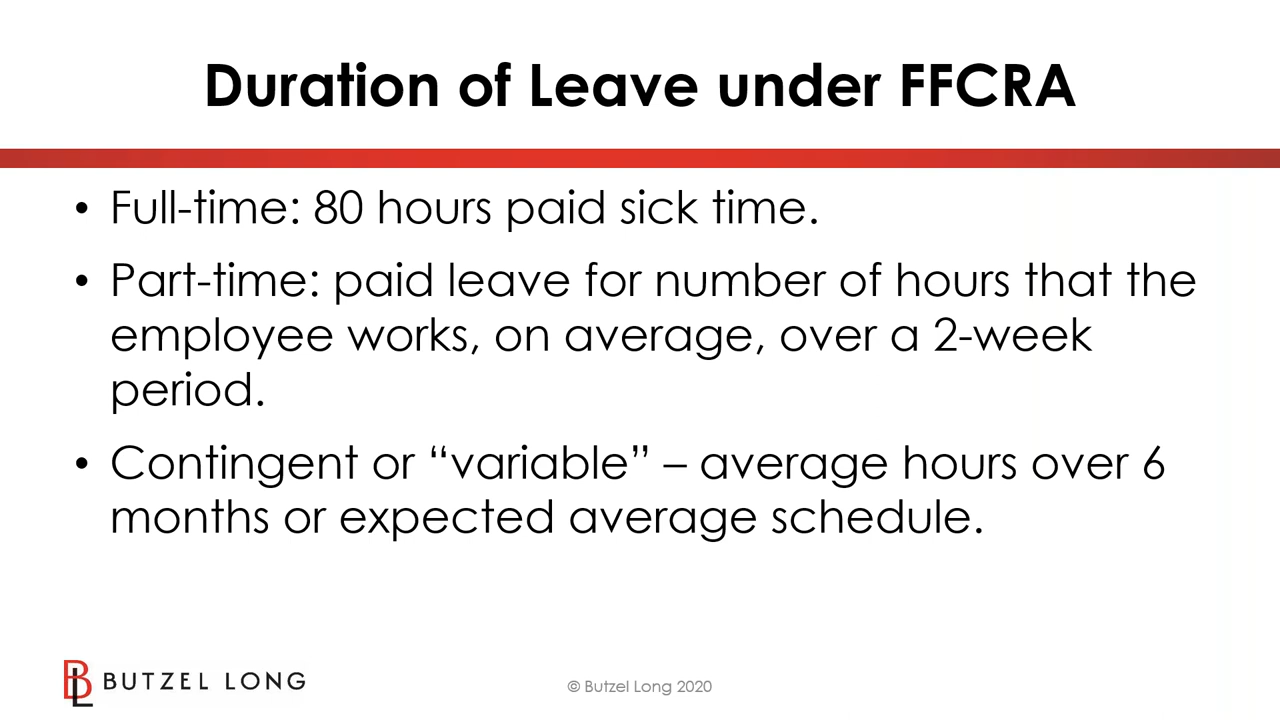 Duration of Leave under FFCRA
• Full-time: 80 hours paid sick time.
• Part-time: paid leave for number of hours that the
employee works, on average, over a 2-week
period.
• Contingent or “variable” – average hours over 6
months or expected average schedule.
BL BUTZEL LONG
© Butzel Long 2020